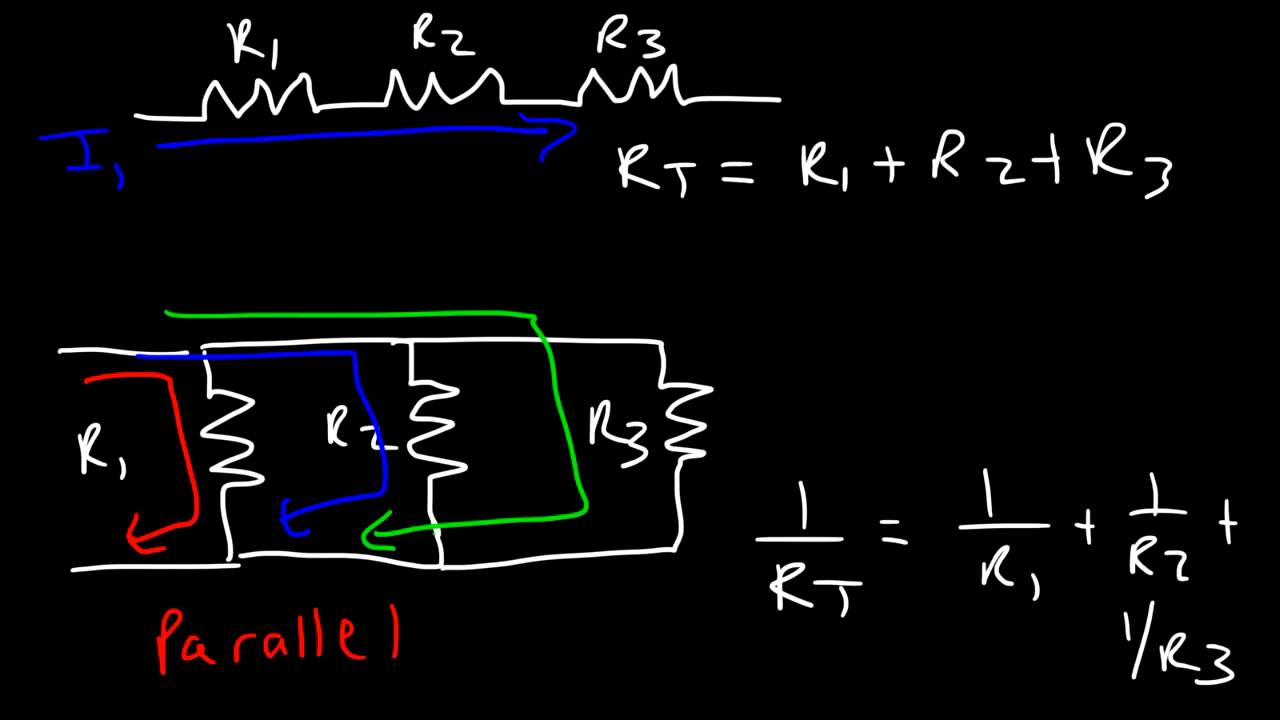 R1 R2 R3
I1
RT = R1 + R2 + R3
R1 R2 R3
1/RT = 1/R1 + 1/R2 +
1/R3
Parallel